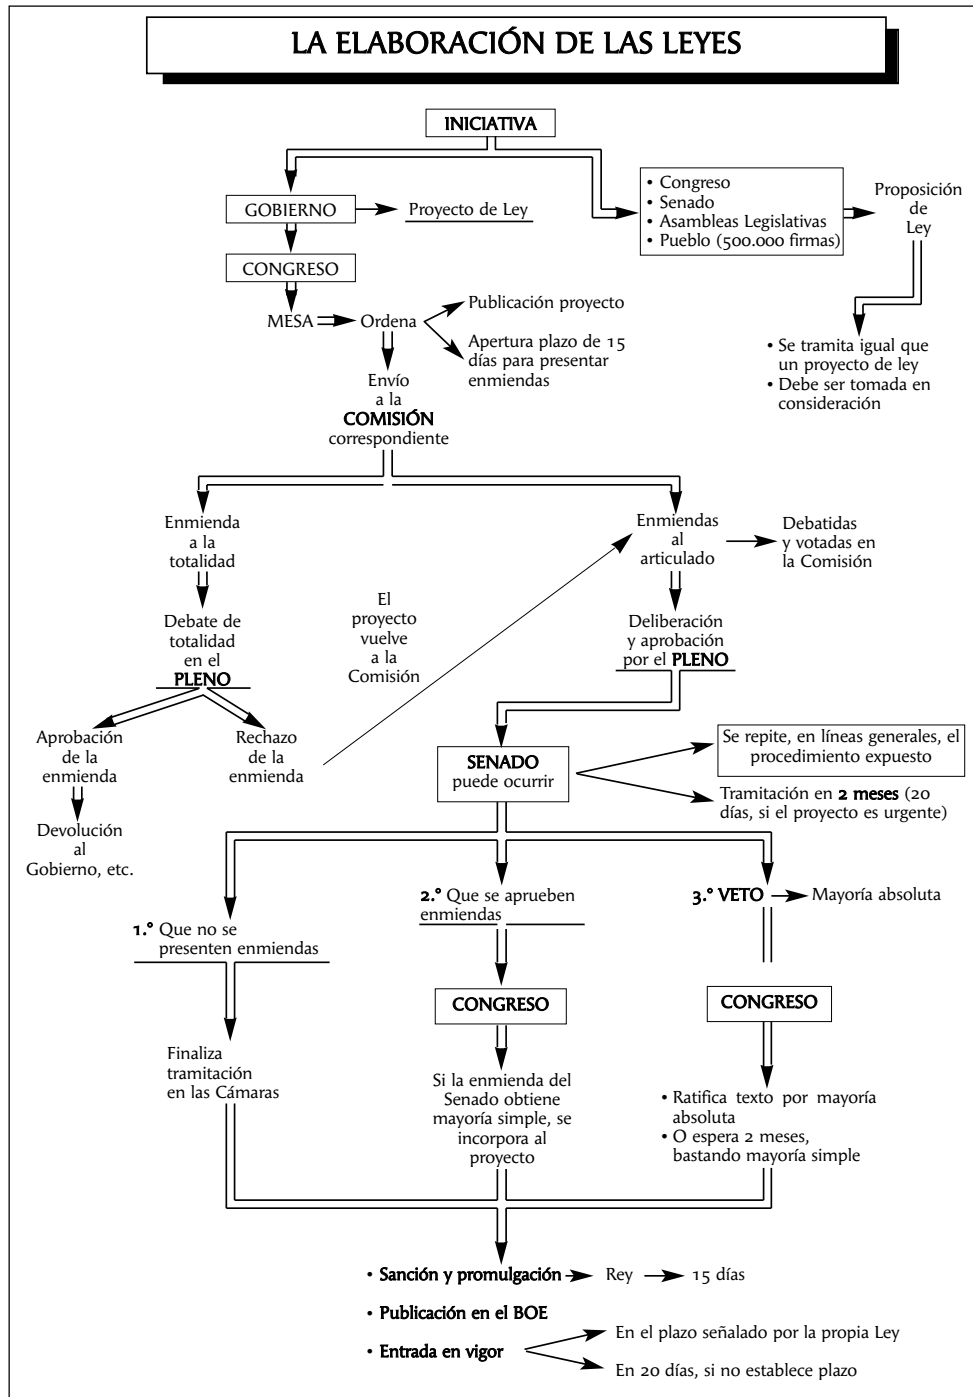 LA ELABORACIÓN DE LAS LEYES
INICIATIVA
GOBIERNO
Proyecto de Ley
• Congreso
• Senado
• Asambleas Legislativas
• Pueblo (500.000 firmas)
Proposición
de
Ley
CONGRESO
MESA
Ordena
Publicación proyecto
Apertura plazo de 15
días para presentar
enmiendas
• Se tramita igual que
un proyecto de ley
• Debe ser tomada en
consideración
Envío
a la
COMISIÓN
correspondiente
Enmienda
a la
totalidad
Enmiendas
al
articulado
Debatidas
y votadas en
la Comisión
Debate de
totalidad
en el
PLENO
El
proyecto
vuelve
a la
Comisión
Deliberación
y aprobación
por el PLENO
Aprobación
de la
enmienda
Rechazo
de la
enmienda
Devolución
al
Gobierno, etc.
SENADO
puede ocurrir
Se repite, en líneas generales, el
procedimiento expuesto
Tramitación en 2 meses (20
días, si el proyecto es urgente)
1.° Que no se
presenten enmiendas
2.° Que se aprueben
enmiendas
3.° VETO
Mayoría absoluta
CONGRESO
CONGRESO
Finaliza
tramitación
en las Cámaras
Si la enmienda del
Senado obtiene
mayoría simple, se
incorpora al
proyecto
• Ratifica texto por mayoría
absoluta
• O espera 2 meses,
bastando mayoría simple
• Sanción y promulgación
Rey
15 días
• Publicación en el BOE
• Entrada en vigor
En el plazo señalado por la propia Ley
En 20 días, si no establece plazo